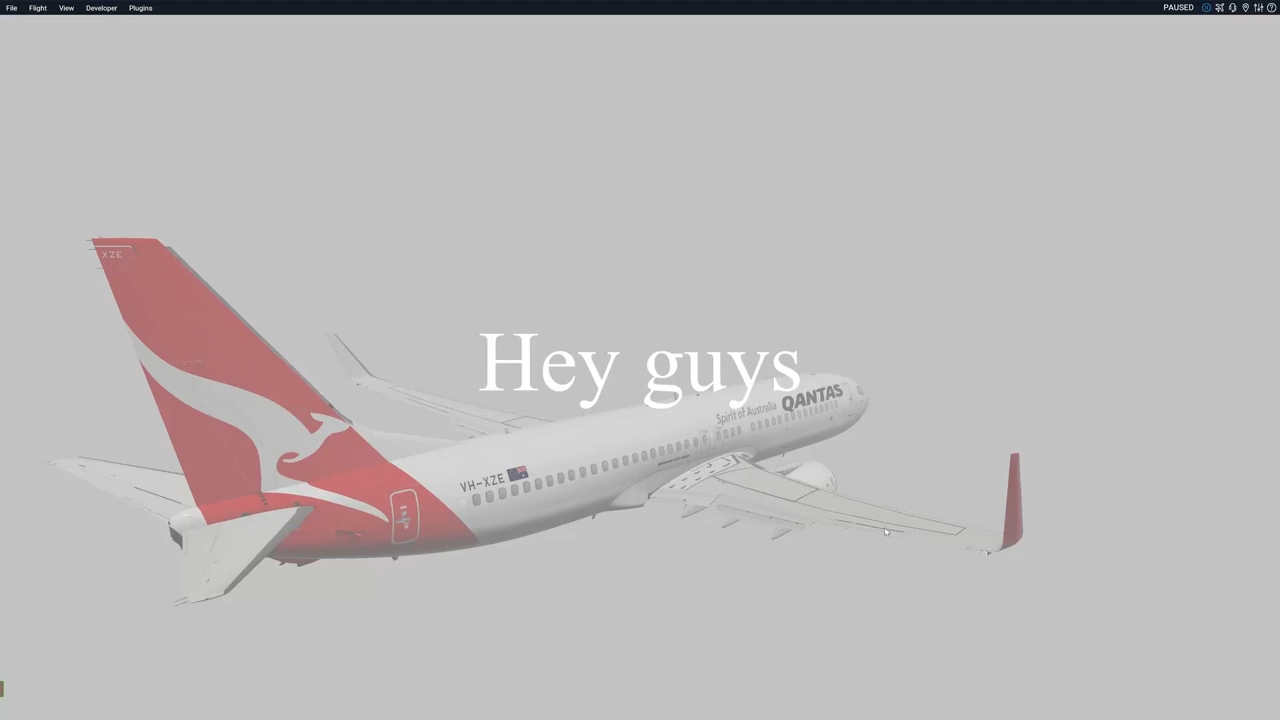 File Flight View Developer Plugins PAUSED
XZE
Hey guys
Spirit of Australia QANTAS
VH-XZE